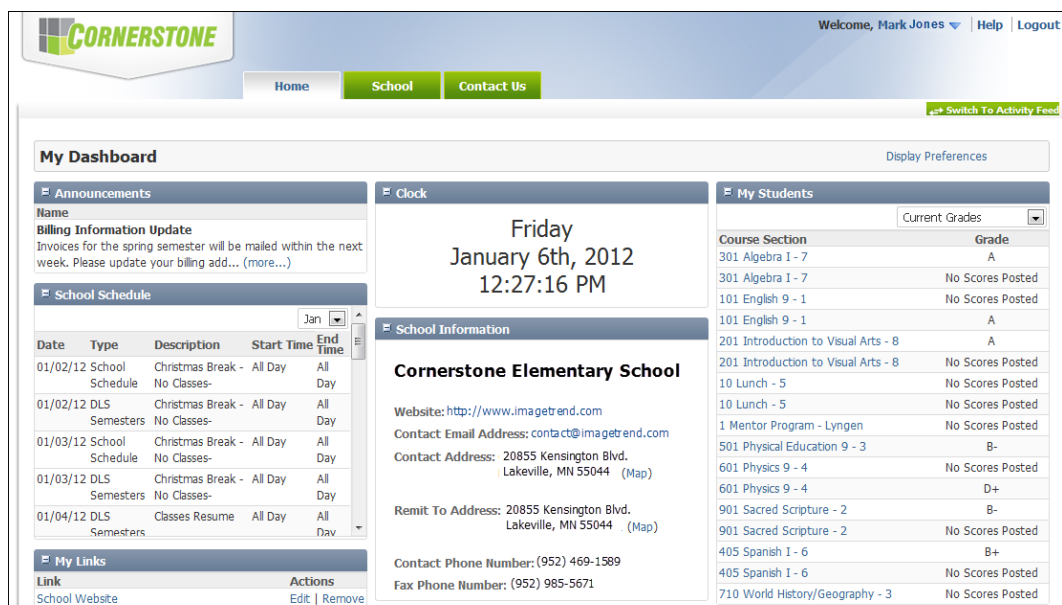 CORNERSTONE
Welcome, Mark Jones | Help | Logout
Home School Contact Us
Switch To Activity Feed
My Dashboard
Display Preferences
Announcements
Name
Billing Information Update
Invoices for the spring semester will be mailed within the next
week. Please update your billing add... (more...)
School Schedule
Jan
Date Type Description Start Time End Time
01/02/12 School Christmas Break - All Day All
Schedule No Classes- Day
01/02/12 DLS Christmas Break - All Day All
Semesters No Classes- Day
01/03/12 School Christmas Break - All Day All
Schedule No Classes- Day
01/03/12 DLS Christmas Break - All Day All
Semesters No Classes- Day
01/04/12 DLS Classes Resume All Day All
Semesters Day
My Links
Link Actions
School Website Edit | Remove
Clock
Friday
January 6th, 2012
12:27:16 PM
School Information
Cornerstone Elementary School
Website: http://www.imagetrend.com
Contact Email Address: contact@imagetrend.com
Contact Address: 20855 Kensington Blvd.
Lakeville, MN 55044 (Map)
Remit To Address: 20855 Kensington Blvd.
Lakeville, MN 55044 (Map)
Contact Phone Number: (952) 469-1589
Fax Phone Number: (952) 985-5671
My Students
Current Grades
Course Section Grade
301 Algebra I - 7 A
301 Algebra I - 7 No Scores Posted
101 English 9 - 1 No Scores Posted
101 English 9 - 1 A
201 Introduction to Visual Arts - 8 A
201 Introduction to Visual Arts - 8 No Scores Posted
10 Lunch - 5 No Scores Posted
10 Lunch - 5 No Scores Posted
1 Mentor Program - Lyngen No Scores Posted
501 Physical Education 9 - 3 B-
601 Physics 9 - 4 No Scores Posted
601 Physics 9 - 4 D+
901 Sacred Scripture - 2 B-
901 Sacred Scripture - 2 No Scores Posted
405 Spanish I - 6 B+
405 Spanish I - 6 No Scores Posted
710 World History/Geography - 3 No Scores Posted